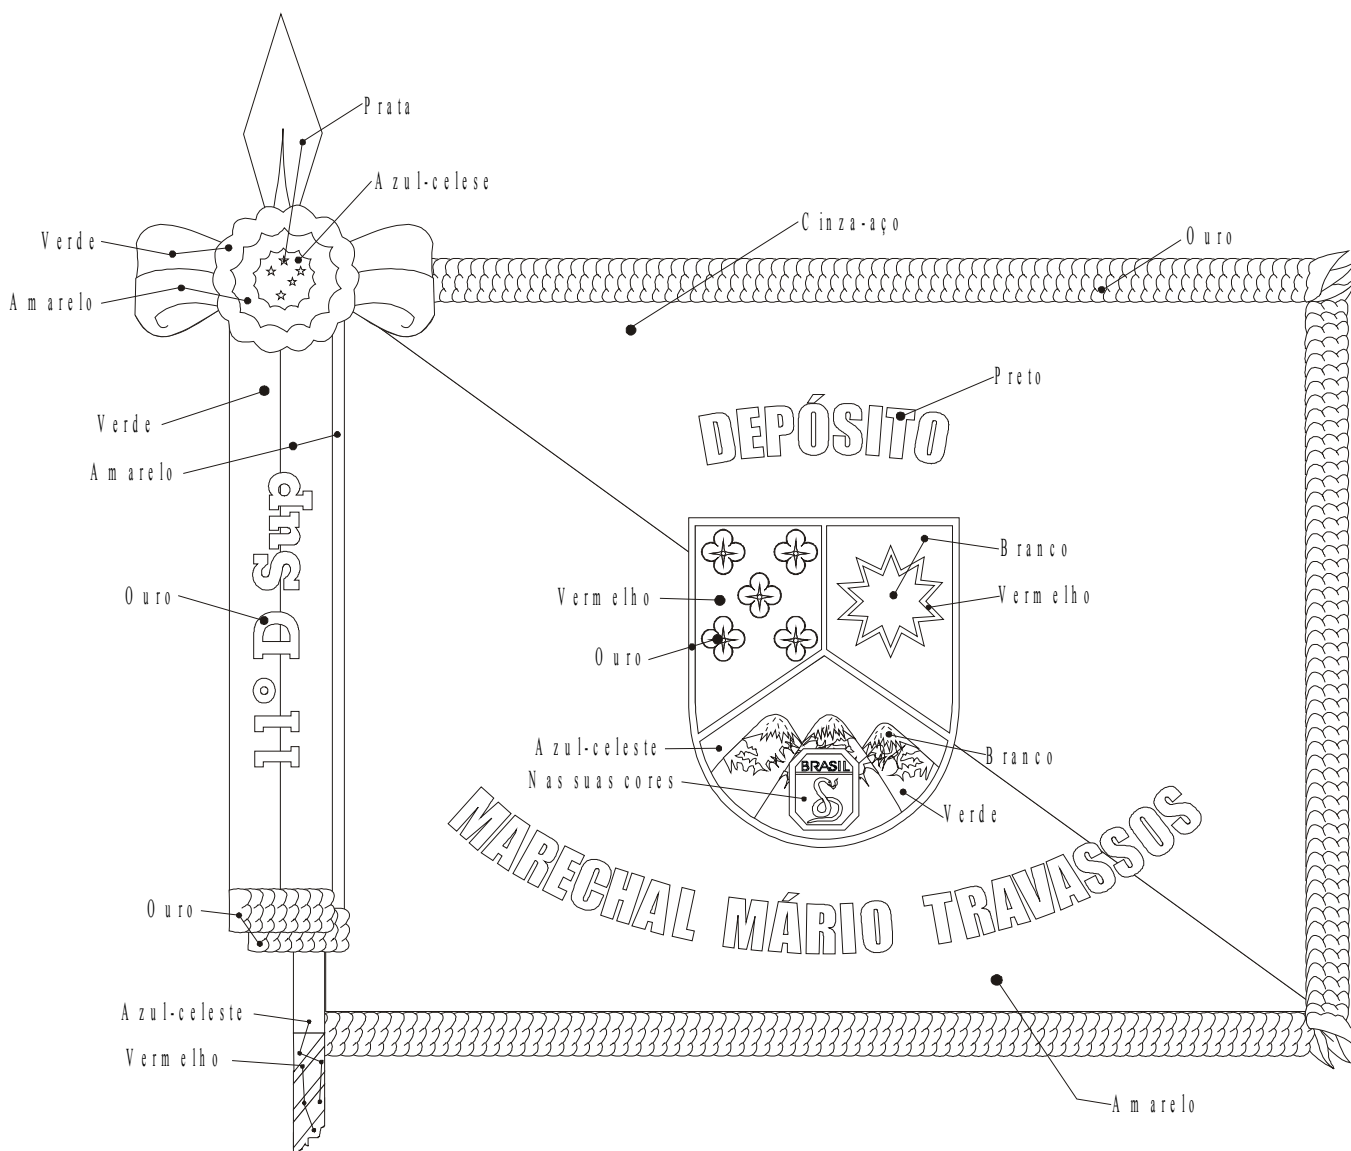 Prata
Azul-celese
Verde
Cinza-aço
Ouro
Amarelo
Preto
DEPÓSITO
Verde
Amarelo
11º D Sup
Branco
Vermelho
Vermelho
Ouro
Ouro
Azul-celeste
Branco
BRASIL
Nas suas cores
Verde
MARECHAL MÁRIO TRAVASSOS
Ouro
Azul-celeste
Vermelho
Amarelo